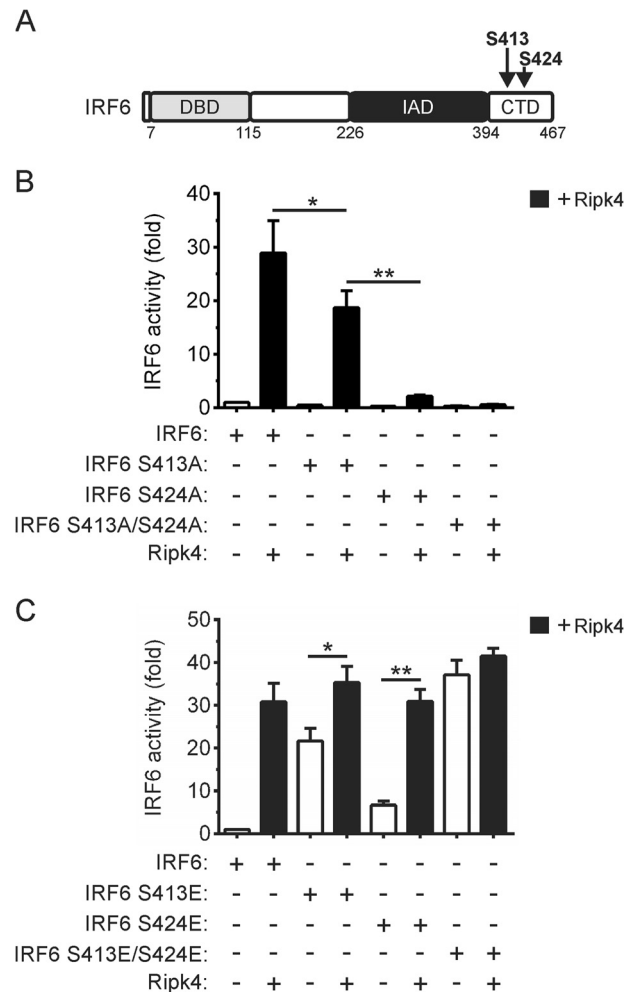 A
S413
S424
IRF6 DBD IAD CTD
7 115 226 394 467
B
+Ripk4
IRF6 activity (fold)
40
30
20
10
0
* **
IRF6: + + - - - - - -
IRF6 S413A: - - + + - - - -
IRF6 S424A: - - - - + + - -
IRF6 S413A/S424A: - - - - - - + +
Ripk4: - + - + - + - +
C
+Ripk4
IRF6 activity (fold)
50
40
30
20
10
0
* **
IRF6: + + - - - - - -
IRF6 S413E: - - + + - - - -
IRF6 S424E: - - - - + + - -
IRF6 S413E/S424E: - - - - - - + +
Ripk4: - + - + - + - +